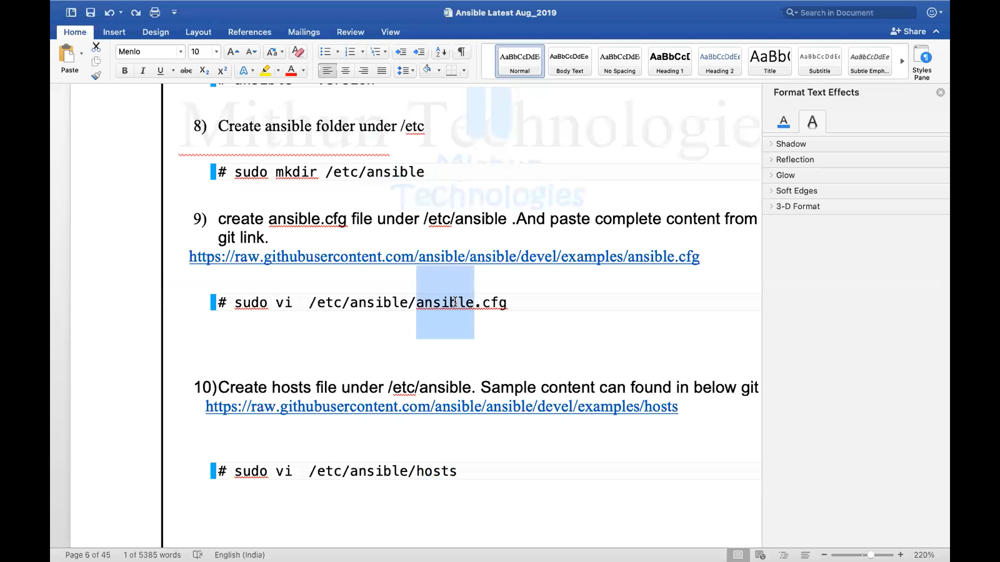 Ansible Latest Aug_2019
Search in Document
Home Insert Design Layout References Mailings Review View
Share
Paste
Menlo 10
AaBbCcDdE AaBbCcDdEe AaBbCcDdE AaBbCcD AaBbCcDdEe AaBb( AaBbCcDdEe AaBbCcDdEe
Normal Body Text No Spacing Heading 1 Heading 2 Title Subtitle Subtle Emph...
Styles
Pane
Format Text Effects
Shadow
Reflection
Glow
Soft Edges
3-D Format
Mithun Technologie
Mithun
Technologies
8) Create ansible folder under /etc
# sudo mkdir /etc/ansible
9) create ansible.cfg file under /etc/ansible .And paste complete content from
git link.
https://raw.githubusercontent.com/ansible/ansible/devel/examples/ansible.cfg
# sudo vi  /etc/ansible/ansible.cfg
10)Create hosts file under /etc/ansible. Sample content can found in below git
https://raw.githubusercontent.com/ansible/ansible/devel/examples/hosts
# sudo vi  /etc/ansible/hosts
Page 6 of 45 1 of 5385 words English (India) 220%